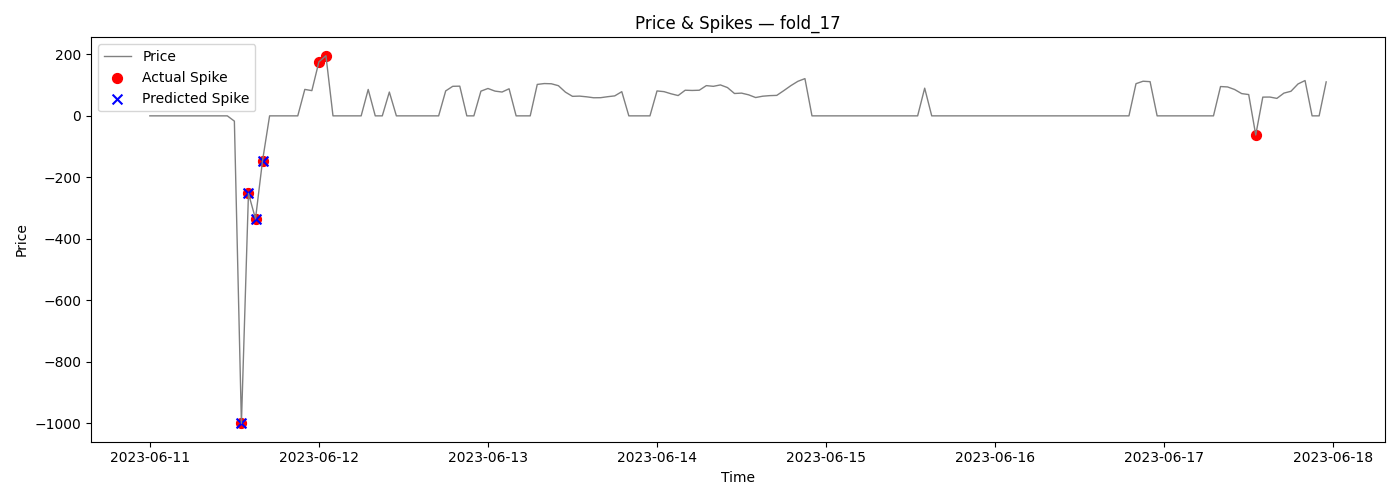 Price & Spikes — fold_17
Price
Actual Spike
Predicted Spike
200
0
−200
−400
−600
−800
−1000
Price
2023-06-11
2023-06-12
2023-06-13
2023-06-14
2023-06-15
2023-06-16
2023-06-17
2023-06-18
Time